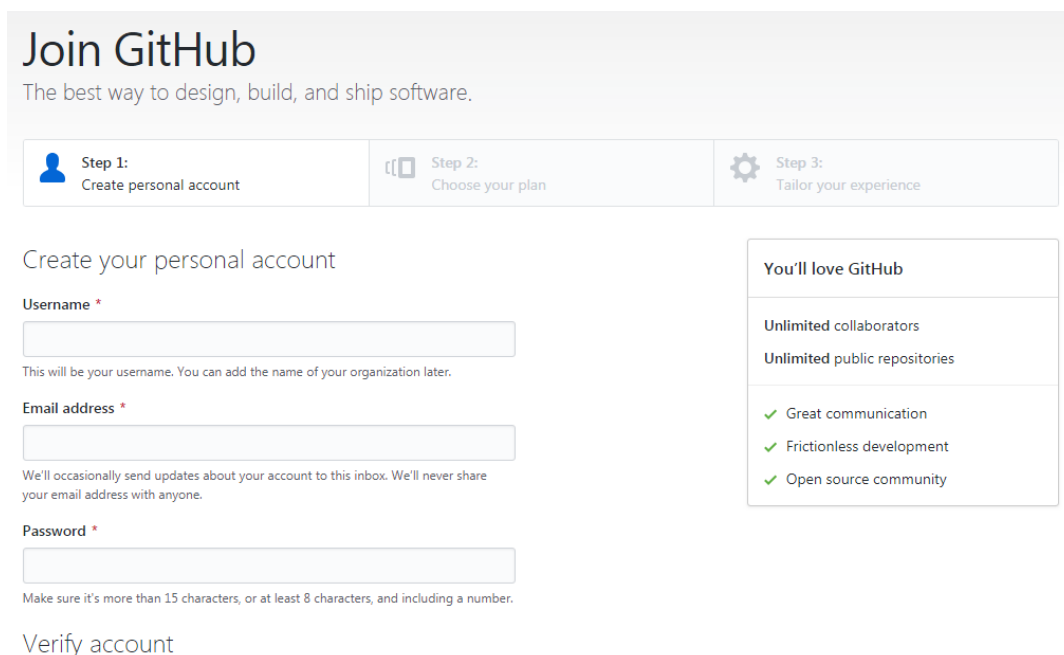 Join GitHub
The best way to design, build, and ship software.
Step 1:
Create personal account
Step 2:
Choose your plan
Step 3:
Tailor your experience
Create your personal account
Username *
This will be your username. You can add the name of your organization later.
Email address *
We'll occasionally send updates about your account to this inbox. We'll never share
your email address with anyone.
Password *
Make sure it's more than 15 characters, or at least 8 characters, and including a number.
Verify account
You'll love GitHub
Unlimited collaborators
Unlimited public repositories
Great communication
Frictionless development
Open source community